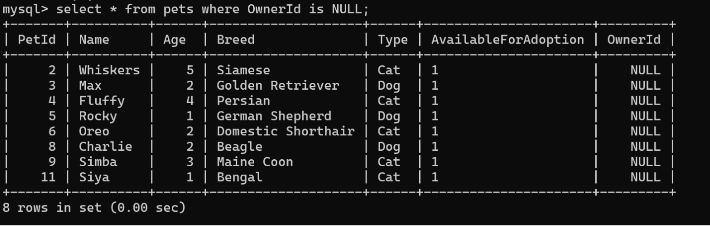 mysql> select * from pets where OwnerId is NULL;
+-------+----------+-----+--------------------+------+----------------------+---------+
| PetId | Name     | Age | Breed              | Type | AvailableForAdoption | OwnerId |
+-------+----------+-----+--------------------+------+----------------------+---------+
|     2 | Whiskers |   5 | Siamese            | Cat  | 1                    |    NULL |
|     3 | Max      |   2 | Golden Retriever   | Dog  | 1                    |    NULL |
|     4 | Fluffy   |   4 | Persian            | Cat  | 1                    |    NULL |
|     5 | Rocky    |   1 | German Shepherd    | Dog  | 1                    |    NULL |
|     6 | Oreo     |   2 | Domestic Shorthair | Cat  | 1                    |    NULL |
|     8 | Charlie  |   2 | Beagle             | Dog  | 1                    |    NULL |
|     9 | Simba    |   3 | Maine Coon         | Cat  | 1                    |    NULL |
|    11 | Siya     |   1 | Bengal             | Cat  | 1                    |    NULL |
+-------+----------+-----+--------------------+------+----------------------+---------+
8 rows in set (0.00 sec)